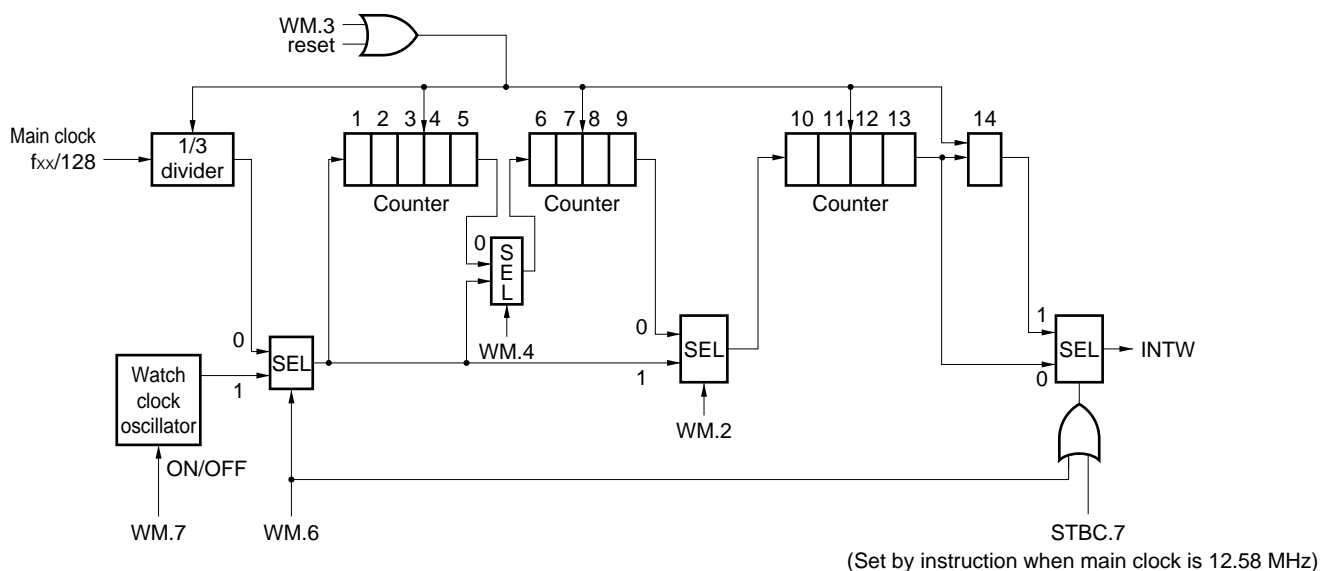 WM.3
reset
Main clock
fxx/128
1/3
divider
1 2 3 4 5
Counter
6 7 8 9
Counter
10 11 12 13
Counter
14
0
SEL
WM.4
0
1
SEL
Watch
clock
oscillator
ON/OFF
WM.7
WM.6
0
1
SEL
WM.2
1
0
SEL
INTW
STBC.7
(Set by instruction when main clock is 12.58 MHz)